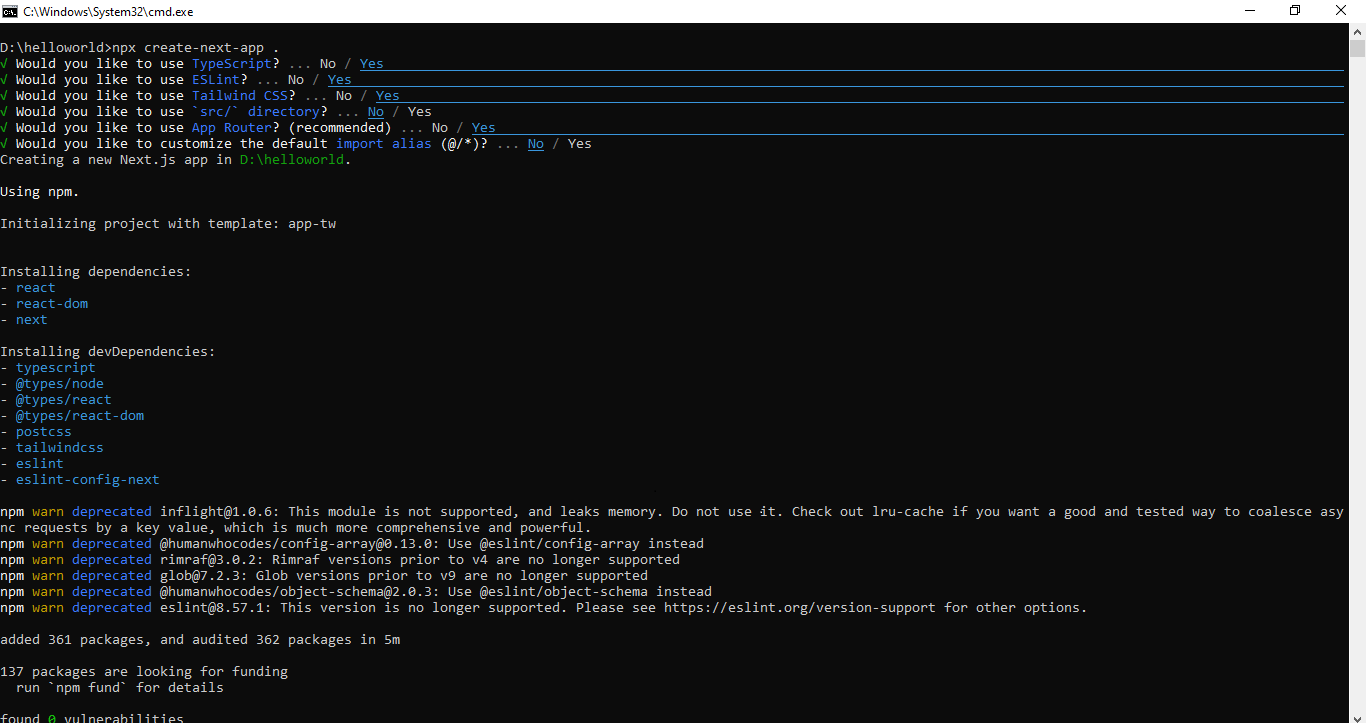 C:\Windows\System32\cmd.exe
D:\helloworld>npx create-next-app .
√ Would you like to use TypeScript? ... No / Yes
√ Would you like to use ESLint? ... No / Yes
√ Would you like to use Tailwind CSS? ... No / Yes
√ Would you like to use `src/` directory? ... No / Yes
√ Would you like to use App Router? (recommended) ... No / Yes
√ Would you like to customize the default import alias (@/*)? ... No / Yes
Creating a new Next.js app in D:\helloworld.
Using npm.
Initializing project with template: app-tw
Installing dependencies:
- react
- react-dom
- next
Installing devDependencies:
- typescript
- @types/node
- @types/react
- @types/react-dom
- postcss
- tailwindcss
- eslint
- eslint-config-next
npm warn deprecated inflight@1.0.6: This module is not supported, and leaks memory. Do not use it. Check out lru-cache if you want a good and tested way to coalesce asy
nc requests by a key value, which is much more comprehensive and powerful.
npm warn deprecated @humanwhocodes/config-array@0.13.0: Use @eslint/config-array instead
npm warn deprecated rimraf@3.0.2: Rimraf versions prior to v4 are no longer supported
npm warn deprecated glob@7.2.3: Glob versions prior to v9 are no longer supported
npm warn deprecated @humanwhocodes/object-schema@2.0.3: Use @eslint/object-schema instead
npm warn deprecated eslint@8.57.1: This version is no longer supported. Please see https://eslint.org/version-support for other options.
added 361 packages, and audited 362 packages in 5m
137 packages are looking for funding
run `npm fund` for details
found 0 vulnerabilities